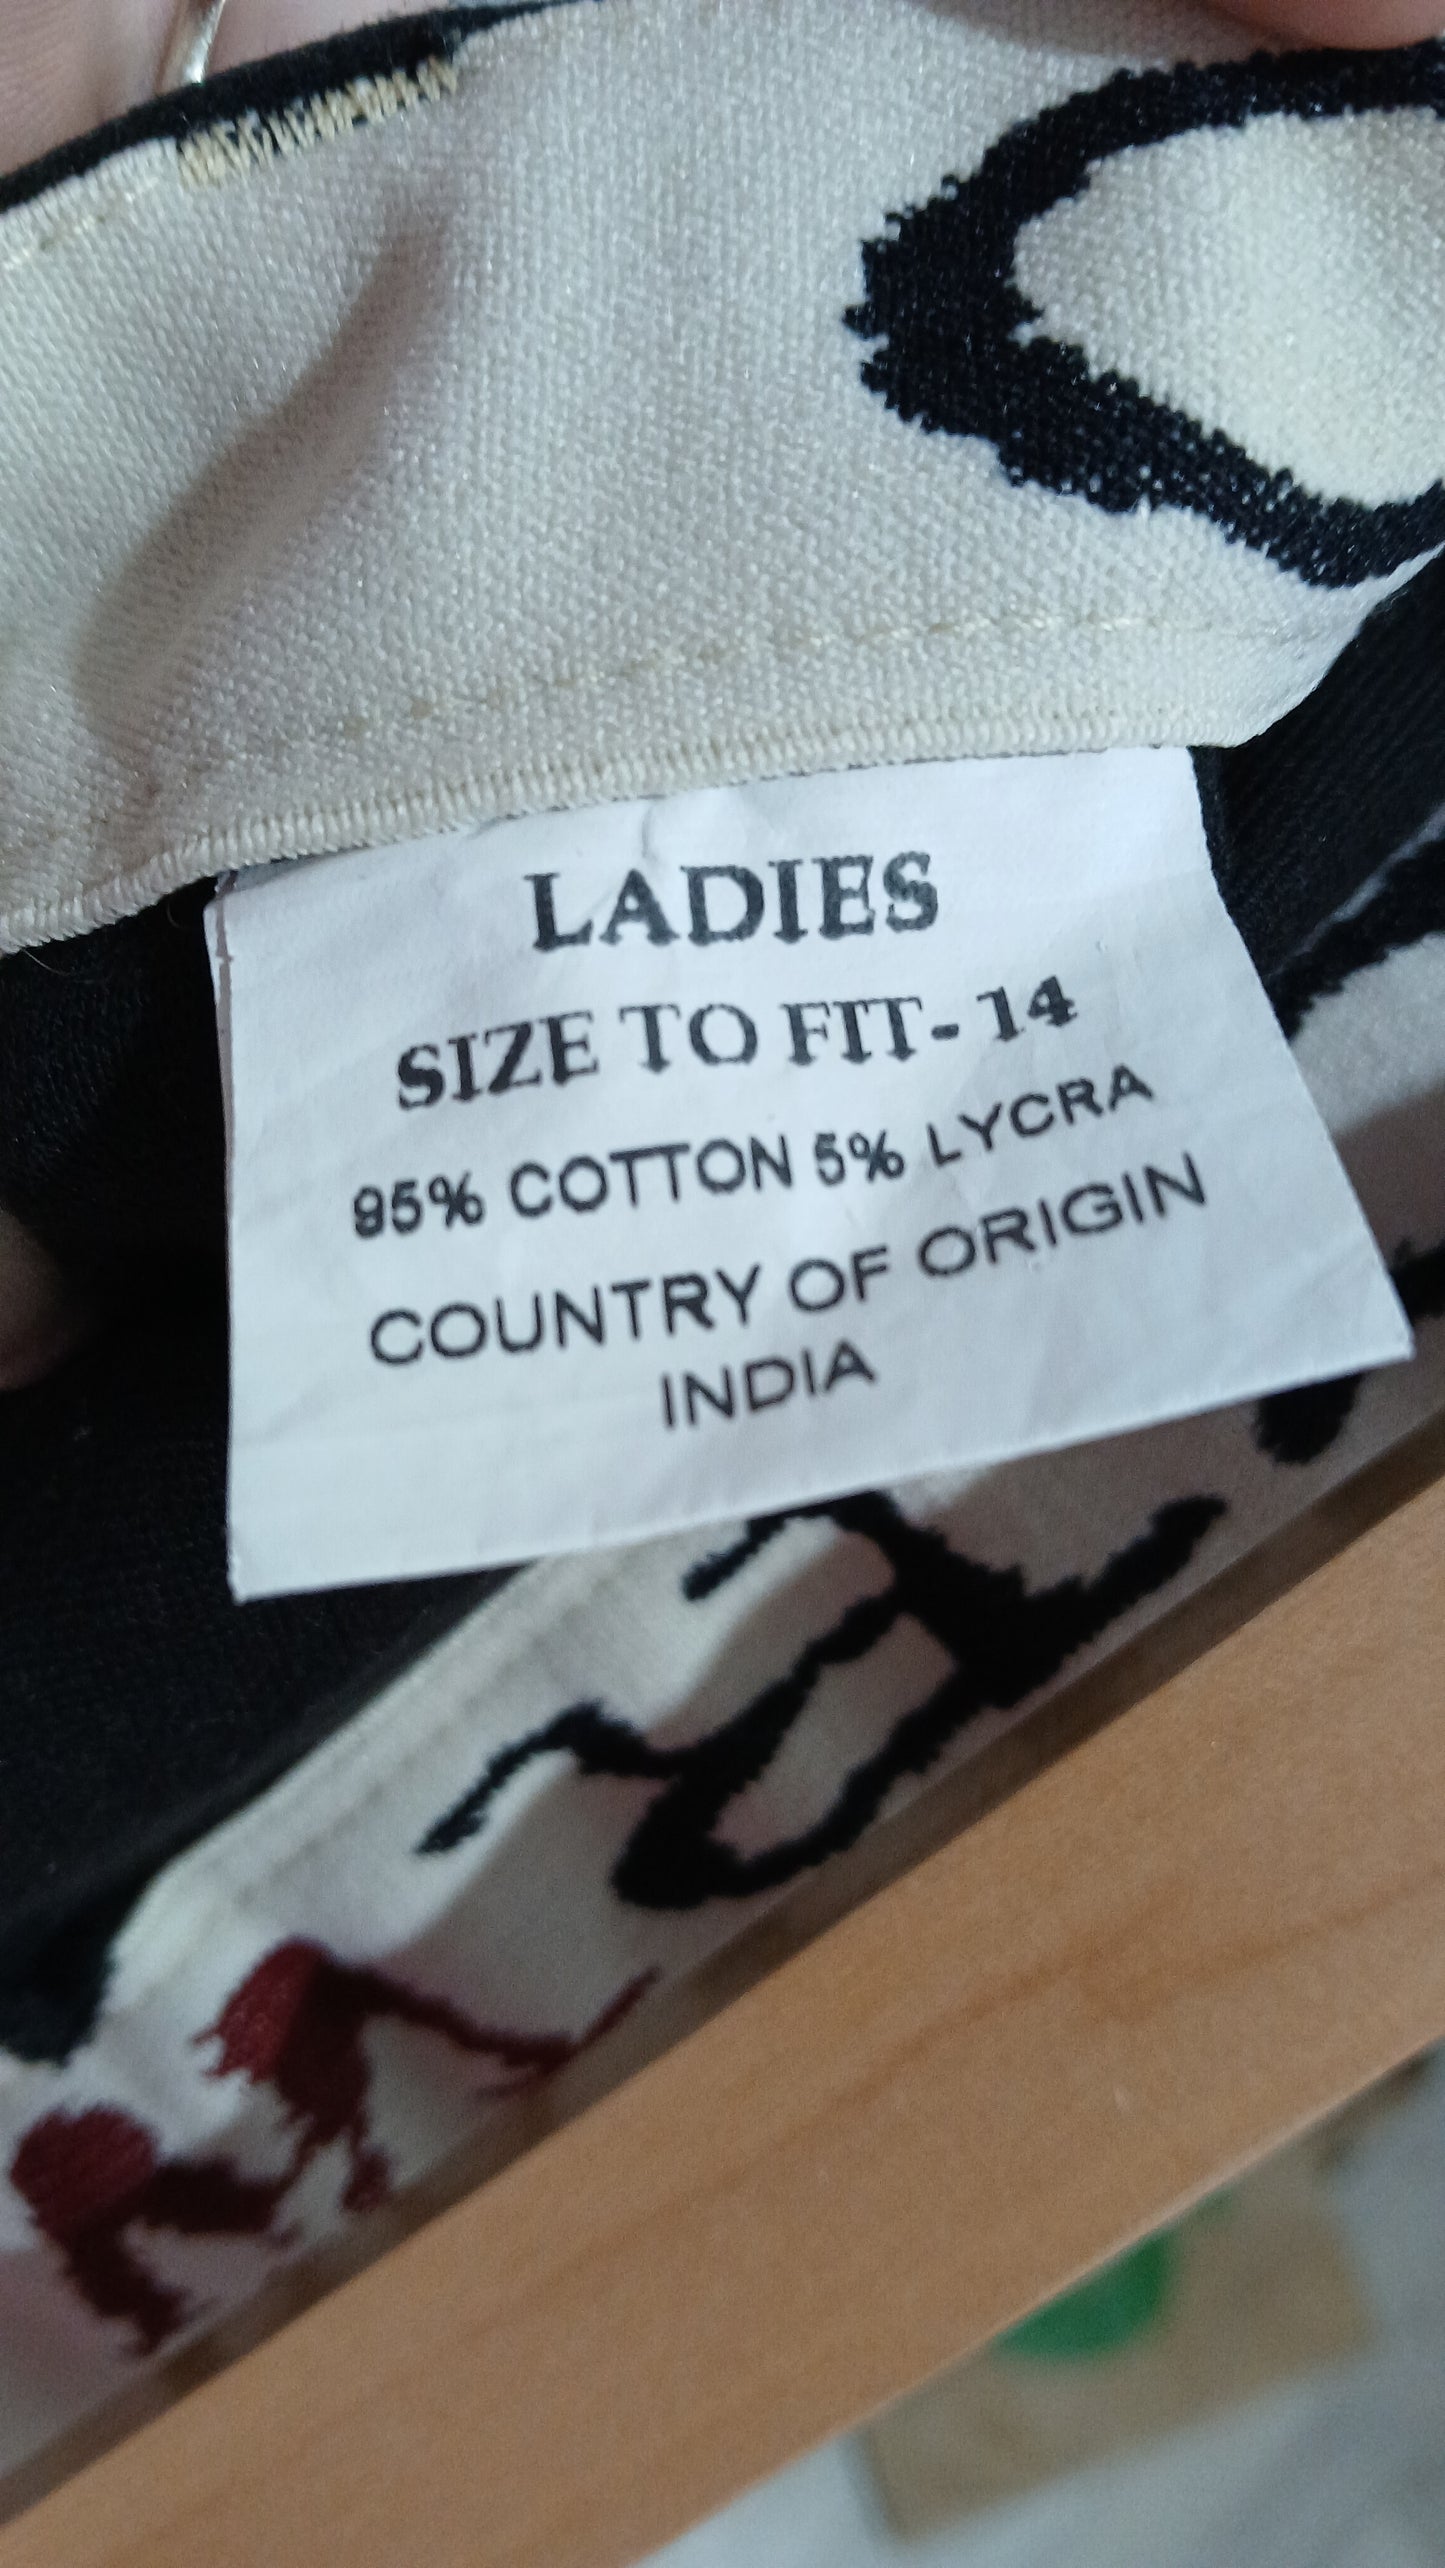 LADIES
SIZE TO FIT-14
95% COTTON 5% LYCRA
COUNTRY OF ORIGIN
INDIA